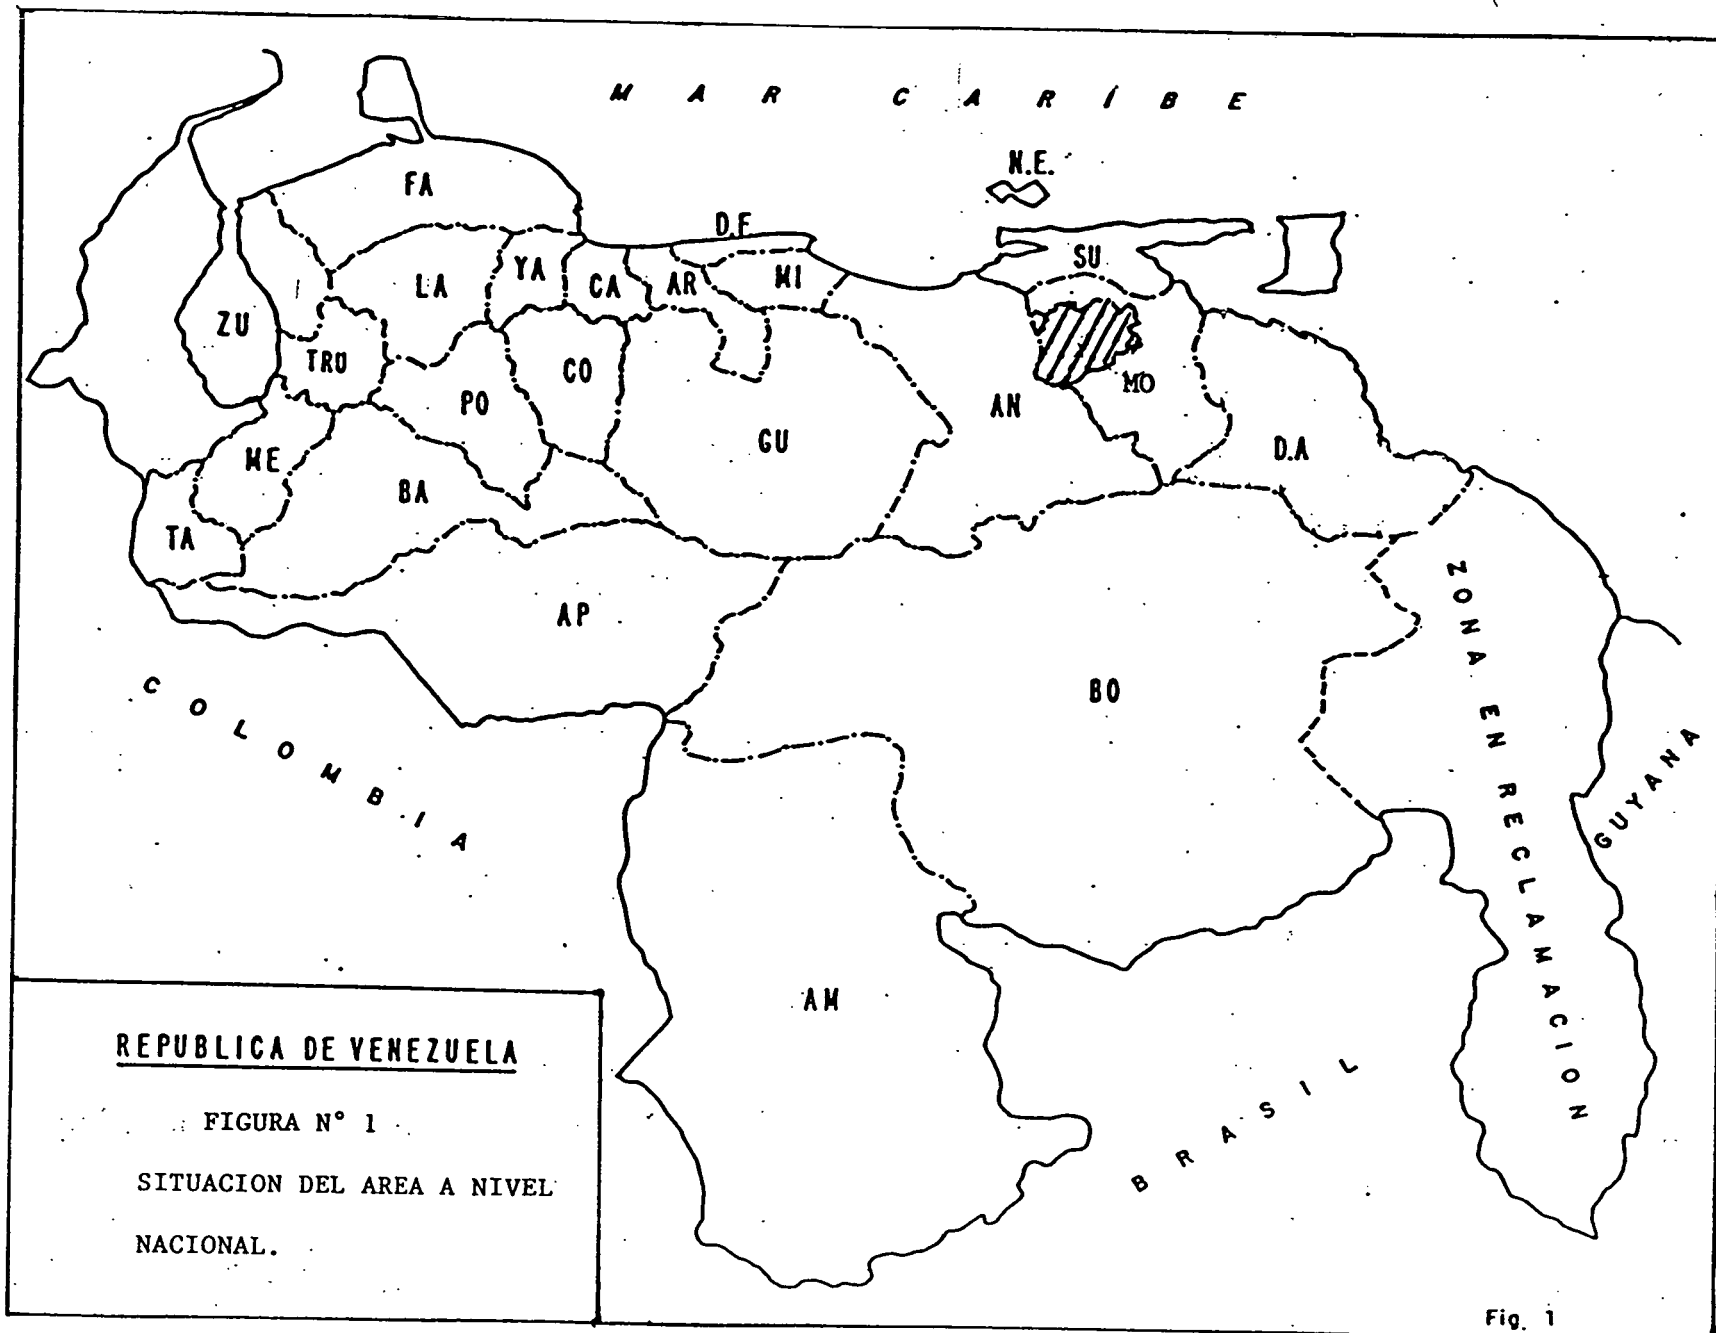 MAR CARIBE
N.E.
FA
D.F
SU
YA
LA
CA
AR
MI
ZU
TRU
CO
MO
PO
AN
GU
ME
BA
D.A
TA
AP
BO
ZONA EN RECLAMACION
COLOMBIA
GUYANA
AM
BRASIL
REPUBLICA DE VENEZUELA
FIGURA N° 1
SITUACION DEL AREA A NIVEL
NACIONAL.
Fig. 1